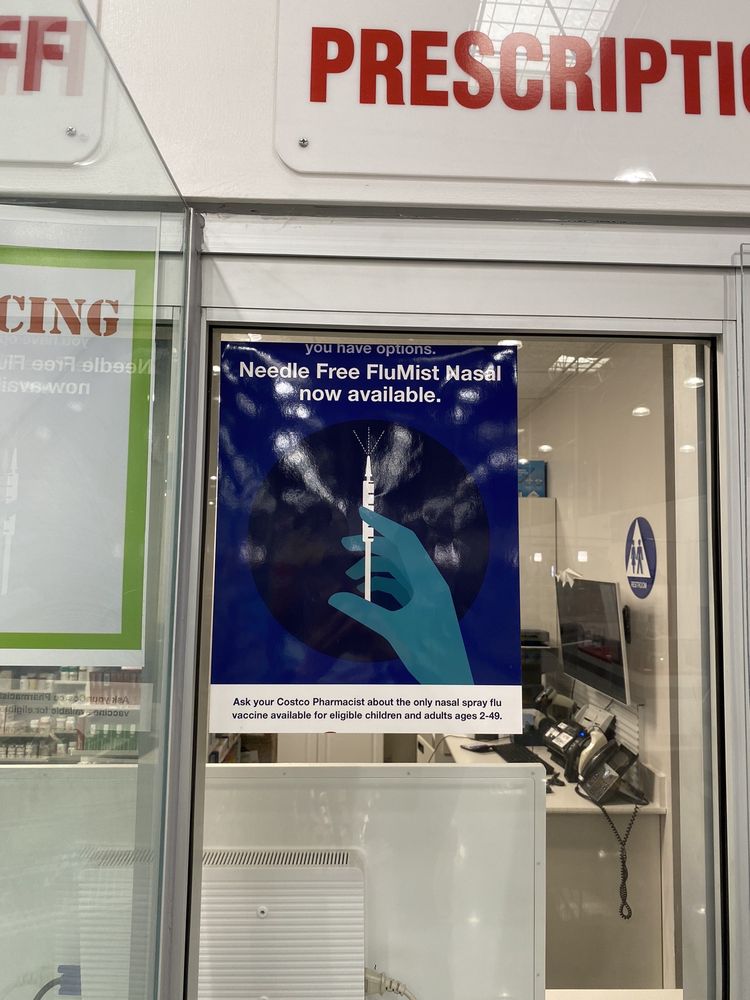 FF
PRESCRIPTIO
CING
you have options.
Needle Free FluMist Nasal
now available.
RESTROOM
Ask your Costco Pharmacist about the only nasal spray flu
vaccine available for eligible children and adults ages 2-49.